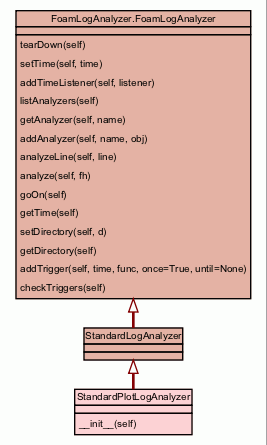 FoamLogAnalyzer.FoamLogAnalyzer
tearDown(self)
setTime(self, time)
addTimeListener(self, listener)
listAnalyzers(self)
getAnalyzer(self, name)
addAnalyzer(self, name, obj)
analyzeLine(self, line)
analyze(self, fh)
goOn(self)
getTime(self)
setDirectory(self, d)
getDirectory(self)
addTrigger(self, time, func, once=True, until=None)
checkTriggers(self)
StandardLogAnalyzer
StandardPlotLogAnalyzer
__init__(self)